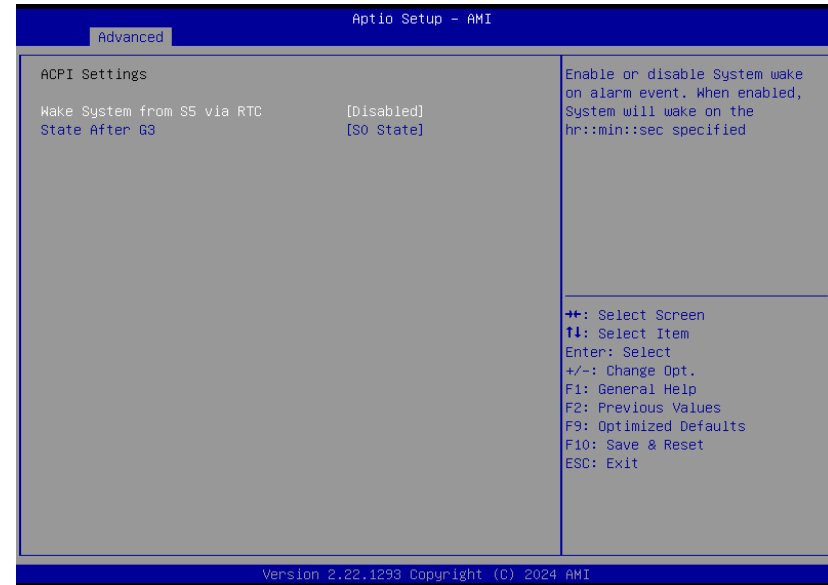 Aptio Setup – AMI
Advanced
ACPI Settings
Wake System from S5 via RTC [Disabled]
State After G3 [S0 State]
Enable or disable System wake
on alarm event. When enabled,
System will wake on the
hr::min::sec specified
→←: Select Screen
↑↓: Select Item
Enter: Select
+/-: Change Opt.
F1: General Help
F2: Previous Values
F9: Optimized Defaults
F10: Save & Reset
ESC: Exit
Version 2.22.1293 Copyright (C) 2024 AMI